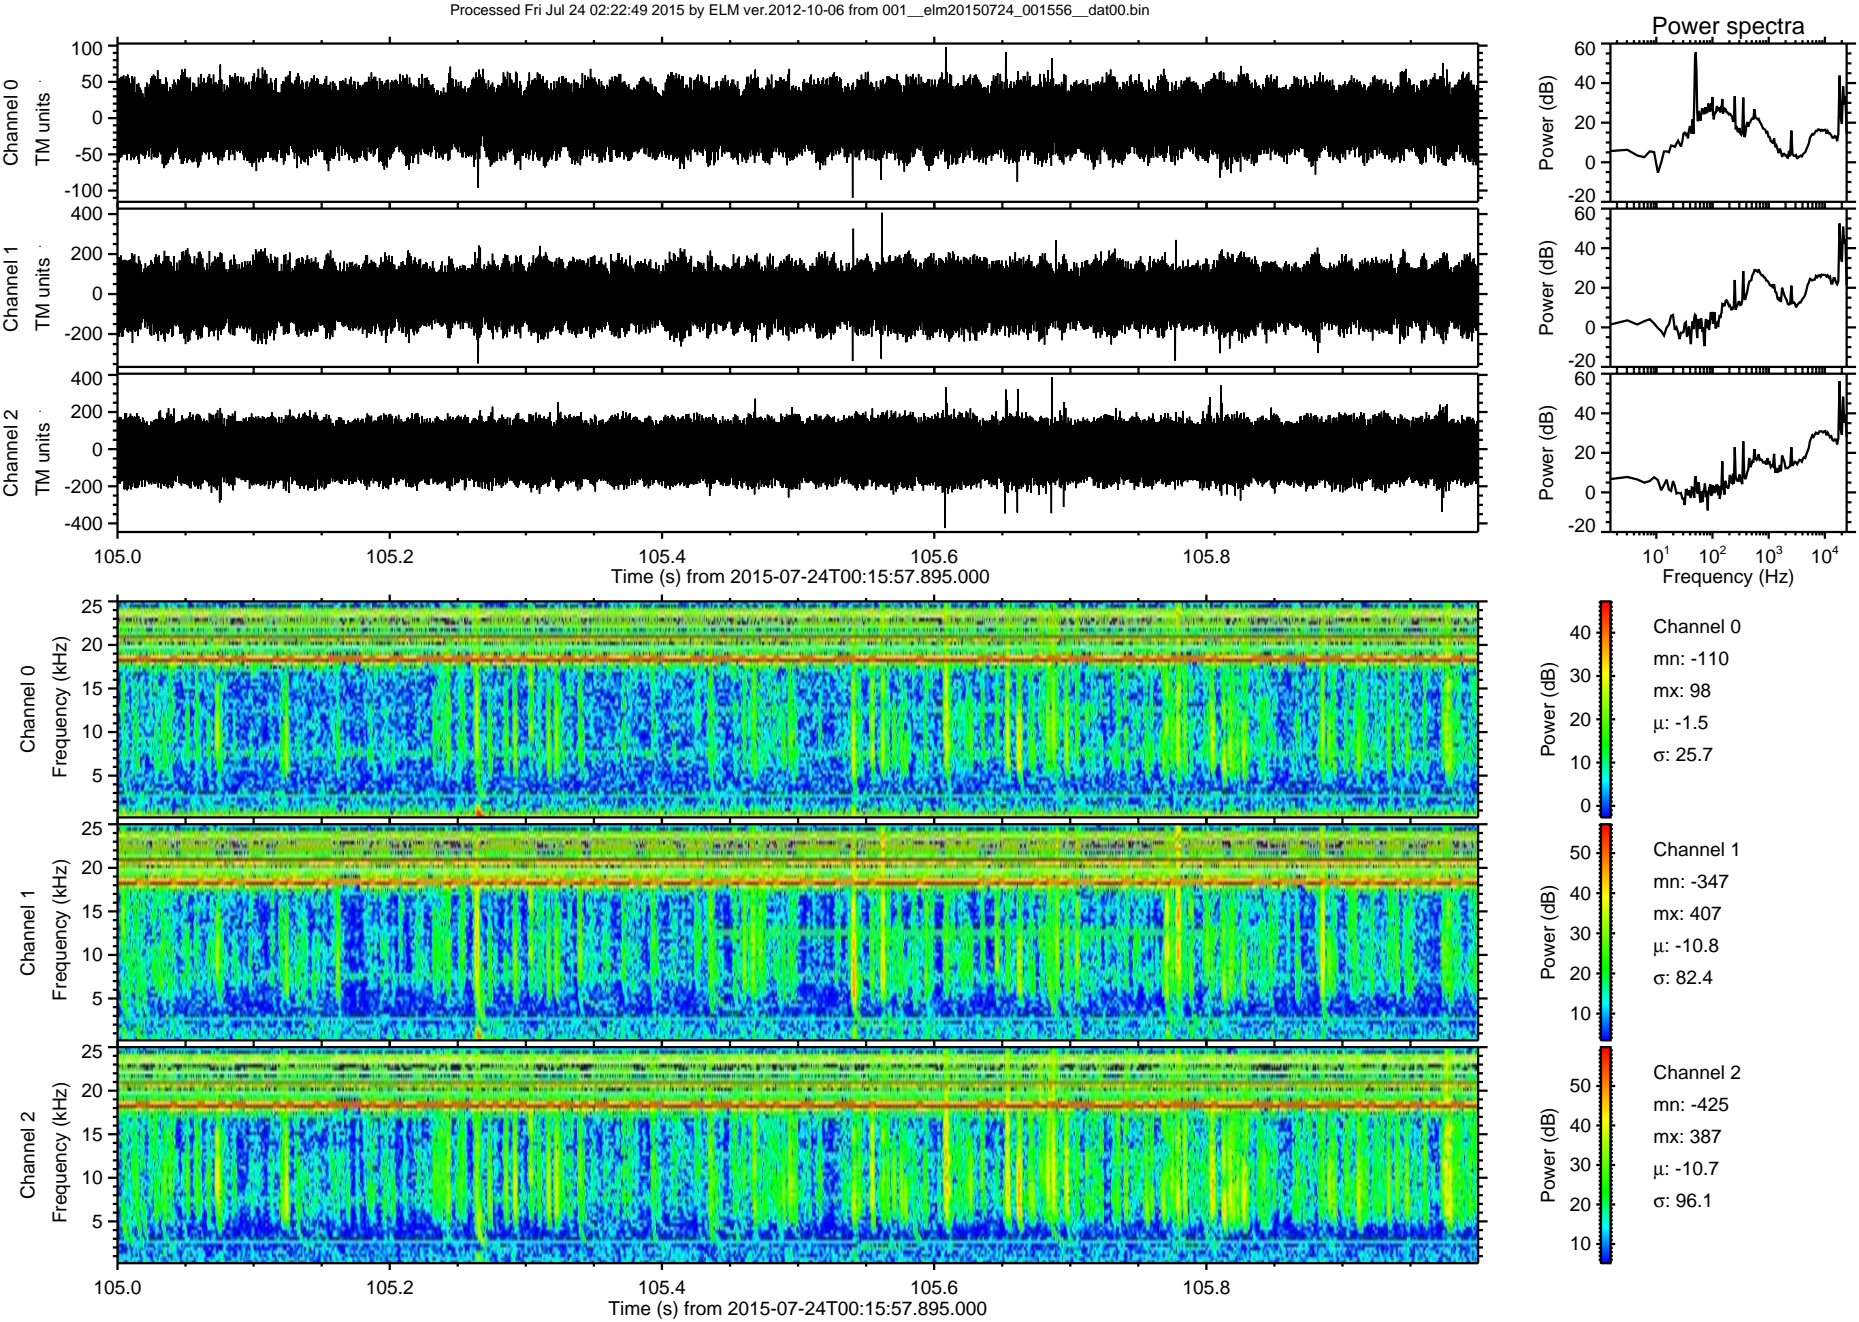 Processed Fri Jul 24 02:22:49 2015 by ELM ver.2012-10-06 from 001__elm20150724_001556__dat00.bin
Power spectra
Channel 0
TM units
100
50
0
-50
-100
Power (dB)
60
40
20
0
-20
Channel 1
TM units
400
200
0
-200
Power (dB)
60
40
20
0
-20
Channel 2
TM units
400
200
0
-200
-400
Power (dB)
60
40
20
0
-20
105.0 105.2 105.4 105.6 105.8
Time (s) from 2015-07-24T00:15:57.895.000
10¹ 10² 10³ 10⁴
Frequency (Hz)
Channel 0
Frequency (kHz)
25
20
15
10
5
Power (dB)
40
30
20
10
0
Channel 0
mn: -110
mx: 98
μ: -1.5
σ: 25.7
Channel 1
Frequency (kHz)
25
20
15
10
5
Power (dB)
50
40
30
20
10
Channel 1
mn: -347
mx: 407
μ: -10.8
σ: 82.4
Channel 2
Frequency (kHz)
25
20
15
10
5
Power (dB)
50
40
30
20
10
Channel 2
mn: -425
mx: 387
μ: -10.7
σ: 96.1
105.0 105.2 105.4 105.6 105.8
Time (s) from 2015-07-24T00:15:57.895.000